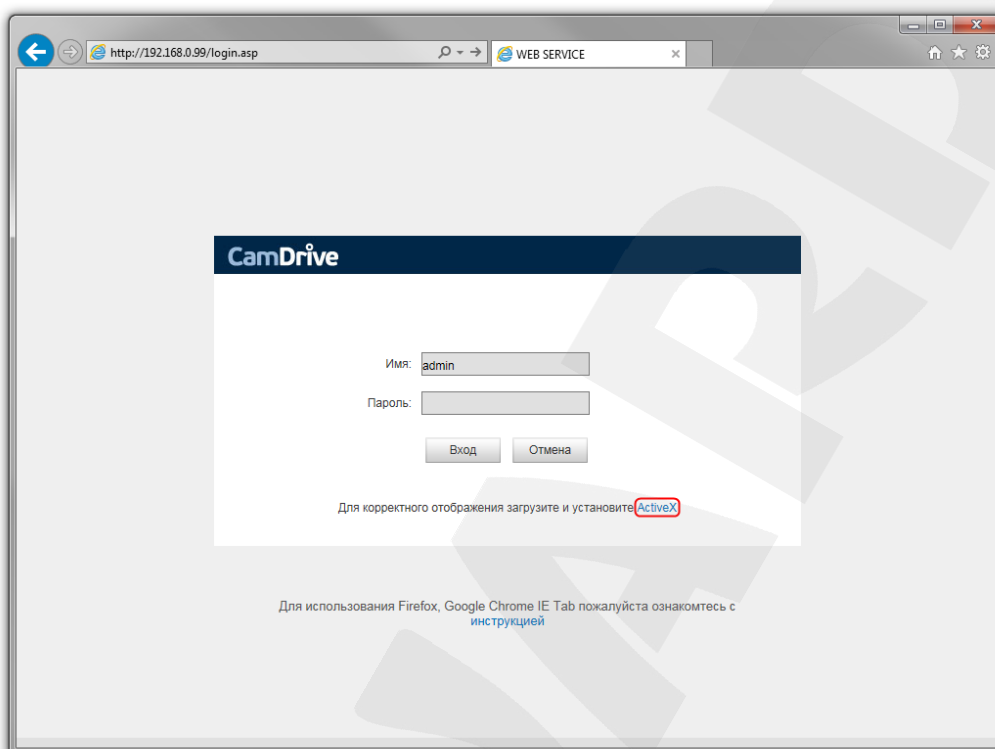 http://192.168.0.99/login.asp
WEB SERVICE
CamDrive
Имя: admin
Пароль:
Вход Отмена
Для корректного отображения загрузите и установите ActiveX
Для использования Firefox, Google Chrome IE Tab пожалуйста ознакомтесь с
инструкцией